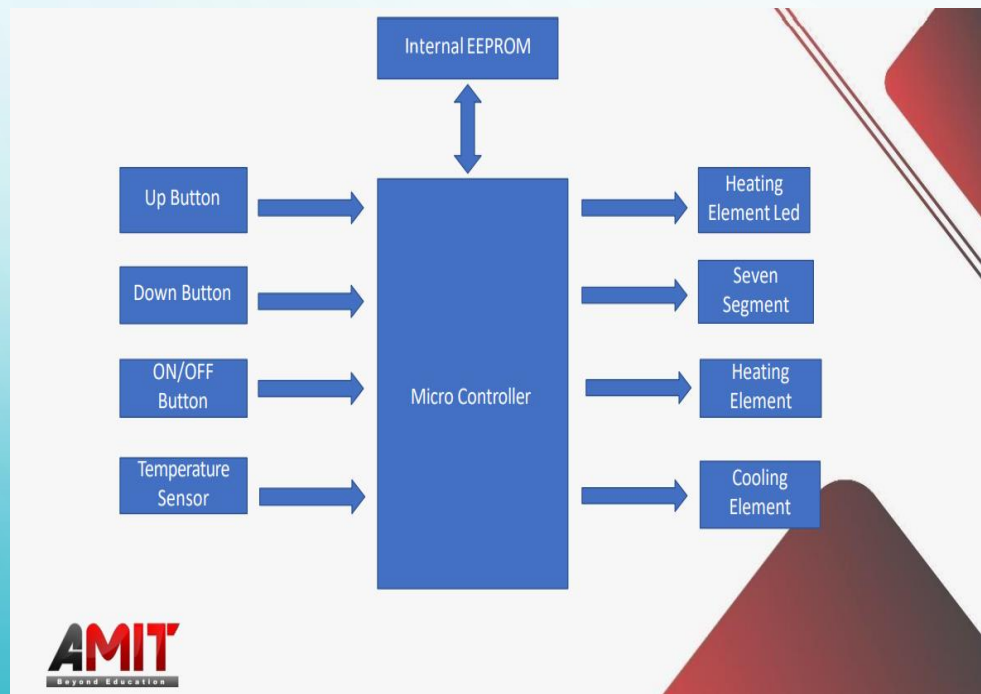 Internal EEPROM
Up Button
Down Button
ON/OFF
Button
Temperature
Sensor
Micro Controller
Heating
Element Led
Seven
Segment
Heating
Element
Cooling
Element
AMIT
Beyond Education